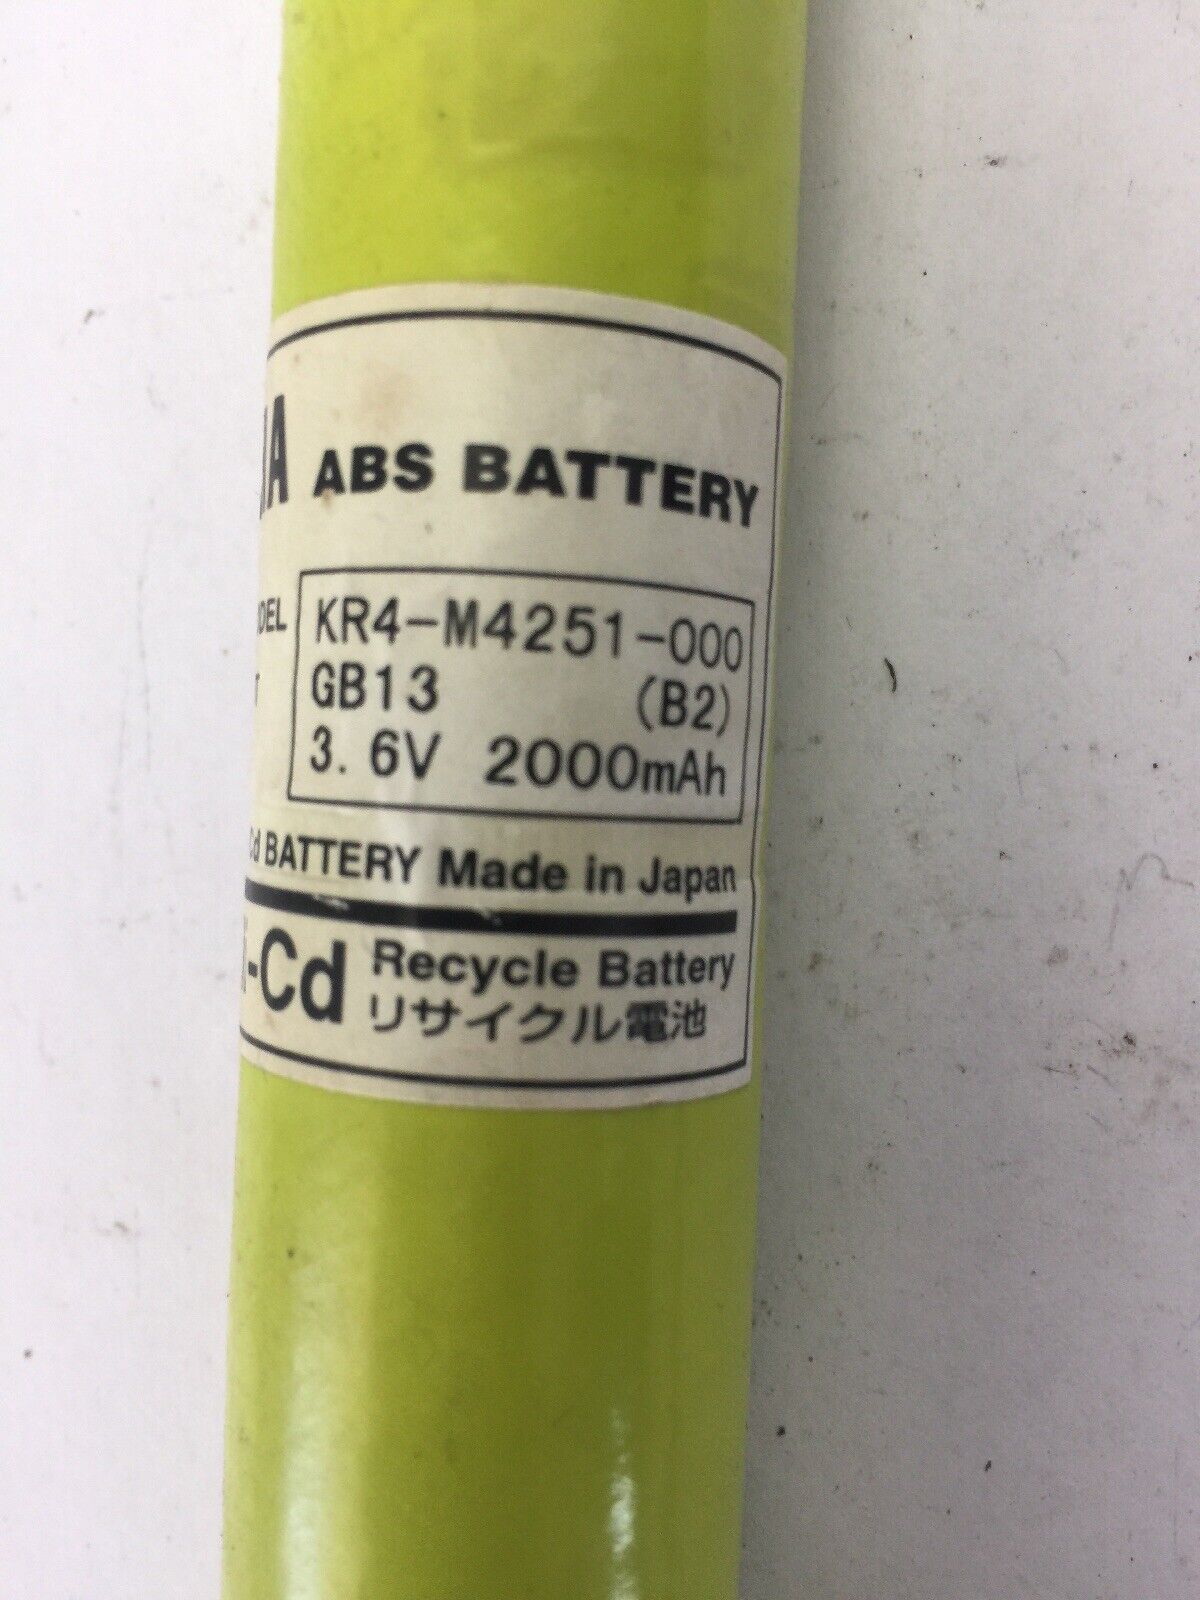 ABS BATTERY
KR4-M4251-000
GB13 (B2)
3.6V 2000mAh
Cd BATTERY Made in Japan
-Cd Recycle Battery
リサイクル電池